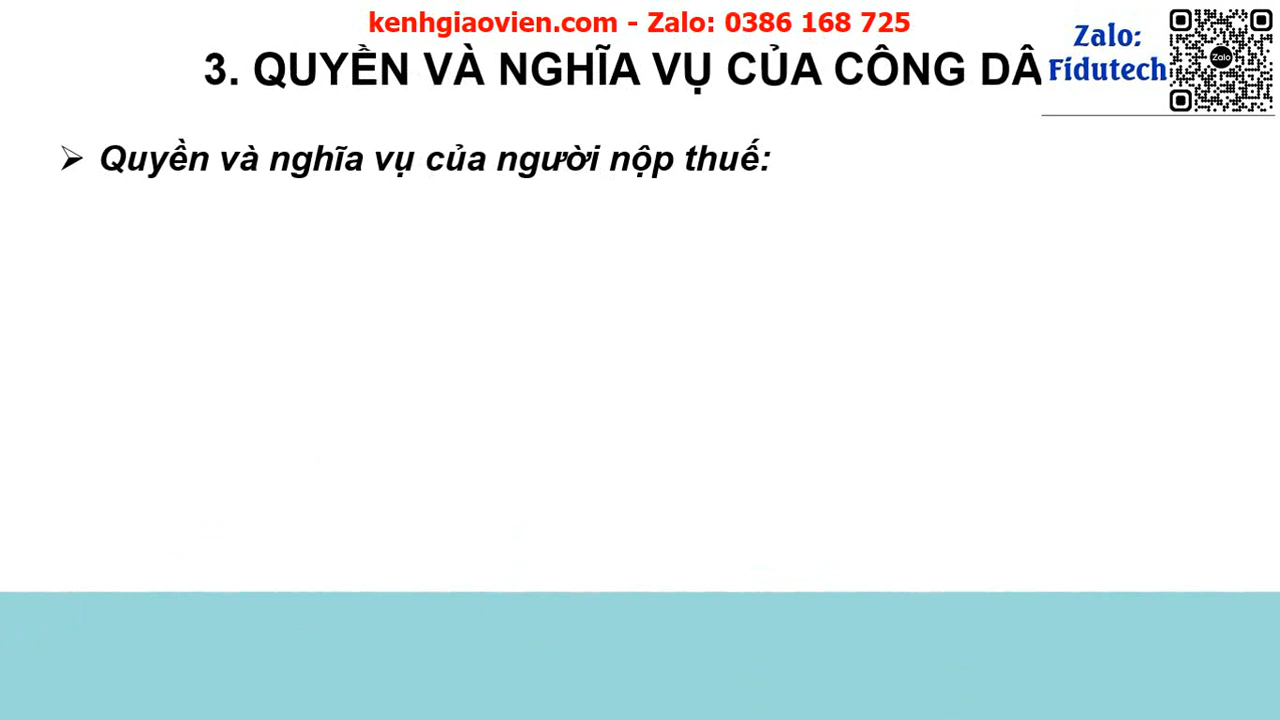 kenhgiaovien.com - Zalo: 0386 168 725
Zalo:
Fidutech
Zalo
3. QUYỀN VÀ NGHĨA VỤ CỦA CÔNG DÂ
Quyền và nghĩa vụ của người nộp thuế: